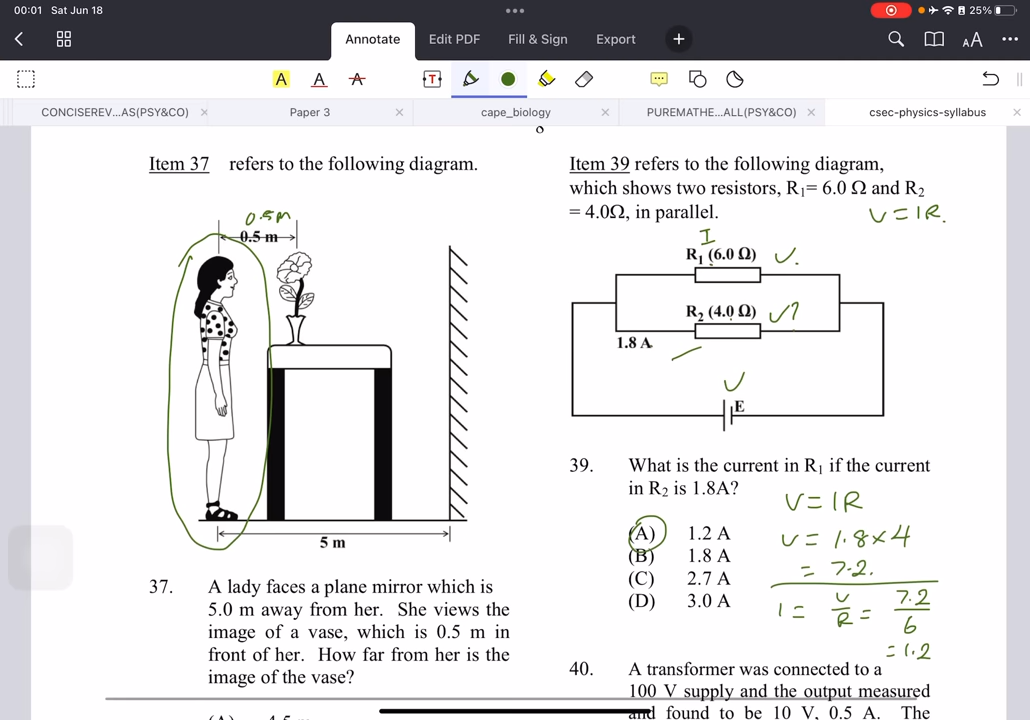 00:01 Sat Jun 18
25%
Annotate
Edit PDF
Fill & Sign
Export
+
A
A
A
T
AA
CONCISEREV...AS(PSY&CO) ×
Paper 3 ×
cape_biology ×
PUREMATHE...ALL(PSY&CO) ×
csec-physics-syllabus ×
Item 37 refers to the following diagram.
0.5m
0.5 m
5 m
37. A lady faces a plane mirror which is
5.0 m away from her. She views the
image of a vase, which is 0.5 m in
front of her. How far from her is the
image of the vase?
Item 39 refers to the following diagram,
which shows two resistors, R₁= 6.0 Ω and R₂
= 4.0Ω, in parallel.
V = IR.
I
R₁ (6.0 Ω) V.
R₂ (4.0 Ω) V?
1.8 A
V
E
39. What is the current in R₁ if the current
in R₂ is 1.8A?
(A) 1.2 A
(B) 1.8 A
(C) 2.7 A
(D) 3.0 A
V = IR
V = 1.8 × 4
= 7.2.
I = V/R = 7.2/6
= 1.2
40. A transformer was connected to a
100 V supply and the output measured
and found to be 10 V, 0.5 A. The